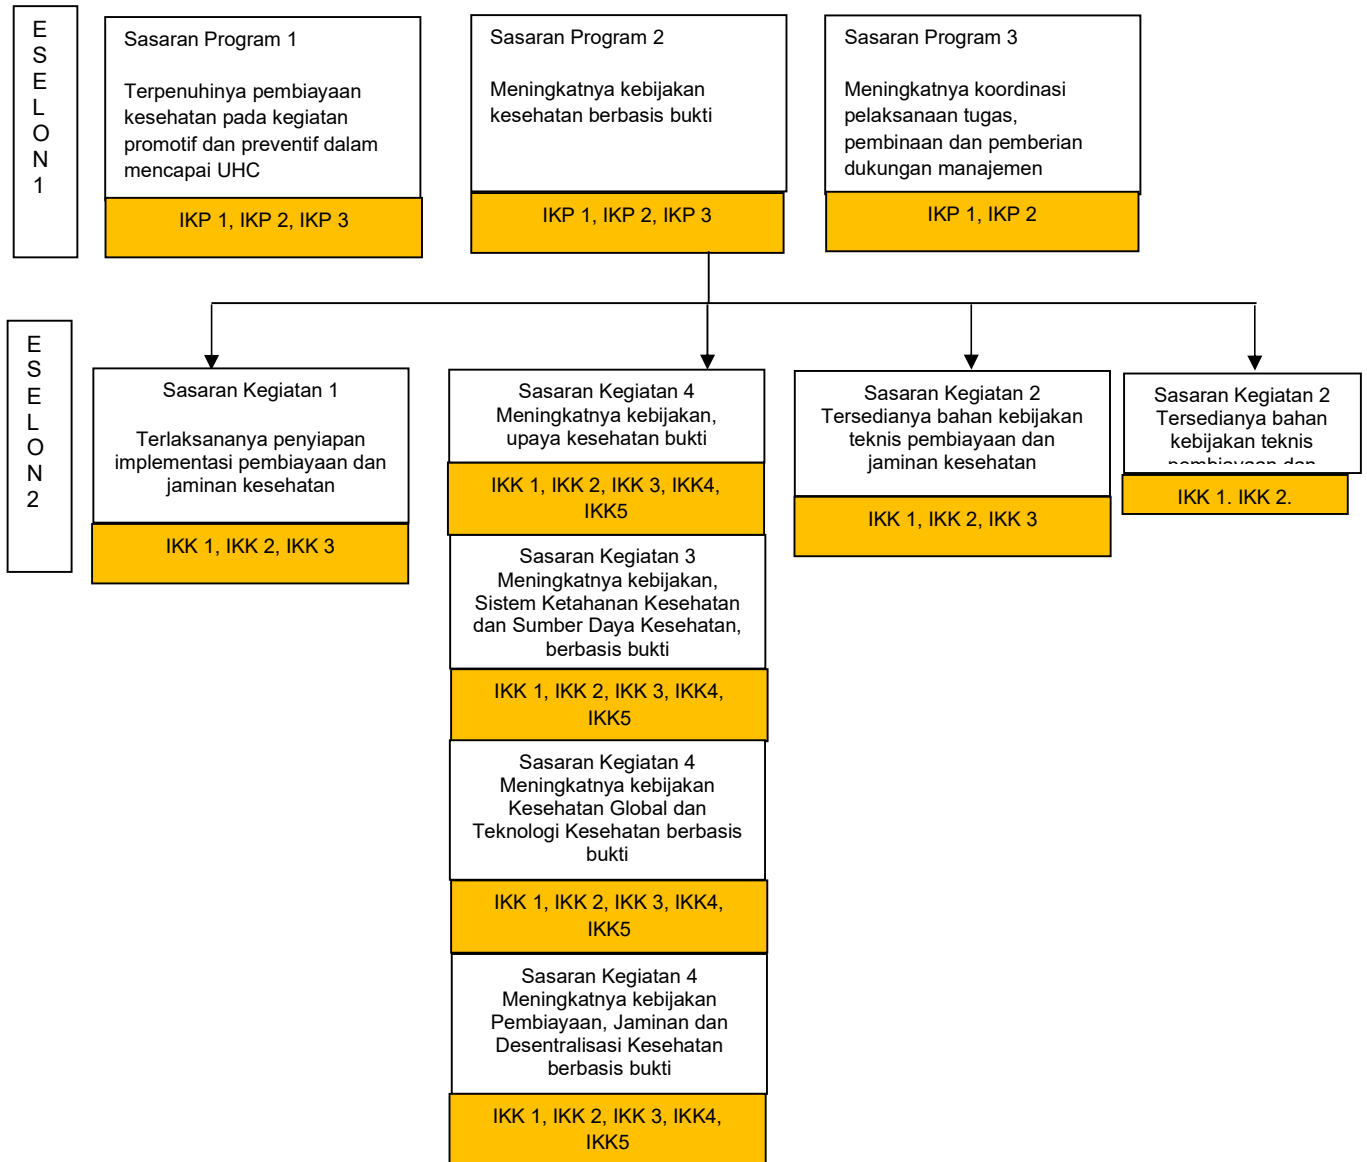 E
S
E
L
O
N
1
Sasaran Program 1
Terpenuhinya pembiayaan
kesehatan pada kegiatan
promotif dan preventif dalam
mencapai UHC
IKP 1, IKP 2, IKP 3
Sasaran Program 2
Meningkatnya kebijakan
kesehatan berbasis bukti
IKP 1, IKP 2, IKP 3
Sasaran Program 3
Meningkatnya koordinasi
pelaksanaan tugas,
pembinaan dan pemberian
dukungan manajemen
IKP 1, IKP 2
E
S
E
L
O
N
2
Sasaran Kegiatan 1
Terlaksananya penyiapan
implementasi pembiayaan dan
jaminan kesehatan
IKK 1, IKK 2, IKK 3
Sasaran Kegiatan 4
Meningkatnya kebijakan,
upaya kesehatan bukti
IKK 1, IKK 2, IKK 3, IKK4,
IKK5
Sasaran Kegiatan 3
Meningkatnya kebijakan,
Sistem Ketahanan Kesehatan
dan Sumber Daya Kesehatan,
berbasis bukti
IKK 1, IKK 2, IKK 3, IKK4,
IKK5
Sasaran Kegiatan 4
Meningkatnya kebijakan
Kesehatan Global dan
Teknologi Kesehatan berbasis
bukti
IKK 1, IKK 2, IKK 3, IKK4,
IKK5
Sasaran Kegiatan 4
Meningkatnya kebijakan
Pembiayaan, Jaminan dan
Desentralisasi Kesehatan
berbasis bukti
IKK 1, IKK 2, IKK 3, IKK4,
IKK5
Sasaran Kegiatan 2
Tersedianya bahan kebijakan
teknis pembiayaan dan
jaminan kesehatan
IKK 1, IKK 2, IKK 3
Sasaran Kegiatan 2
Tersedianya bahan
kebijakan teknis
pembiayaan dan
IKK 1. IKK 2.